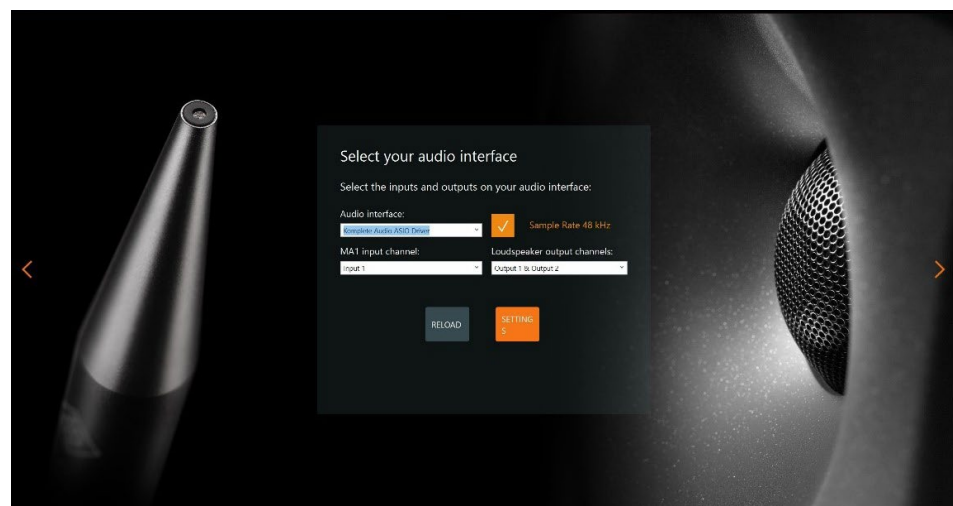 Select your audio interface
Select the inputs and outputs on your audio interface:
Audio interface:
Komplete Audio ASIO Driver
Sample Rate 48 kHz
MA1 input channel:
Loudspeaker output channels:
Input 1
Output 1 & Output 2
RELOAD
SETTING
S